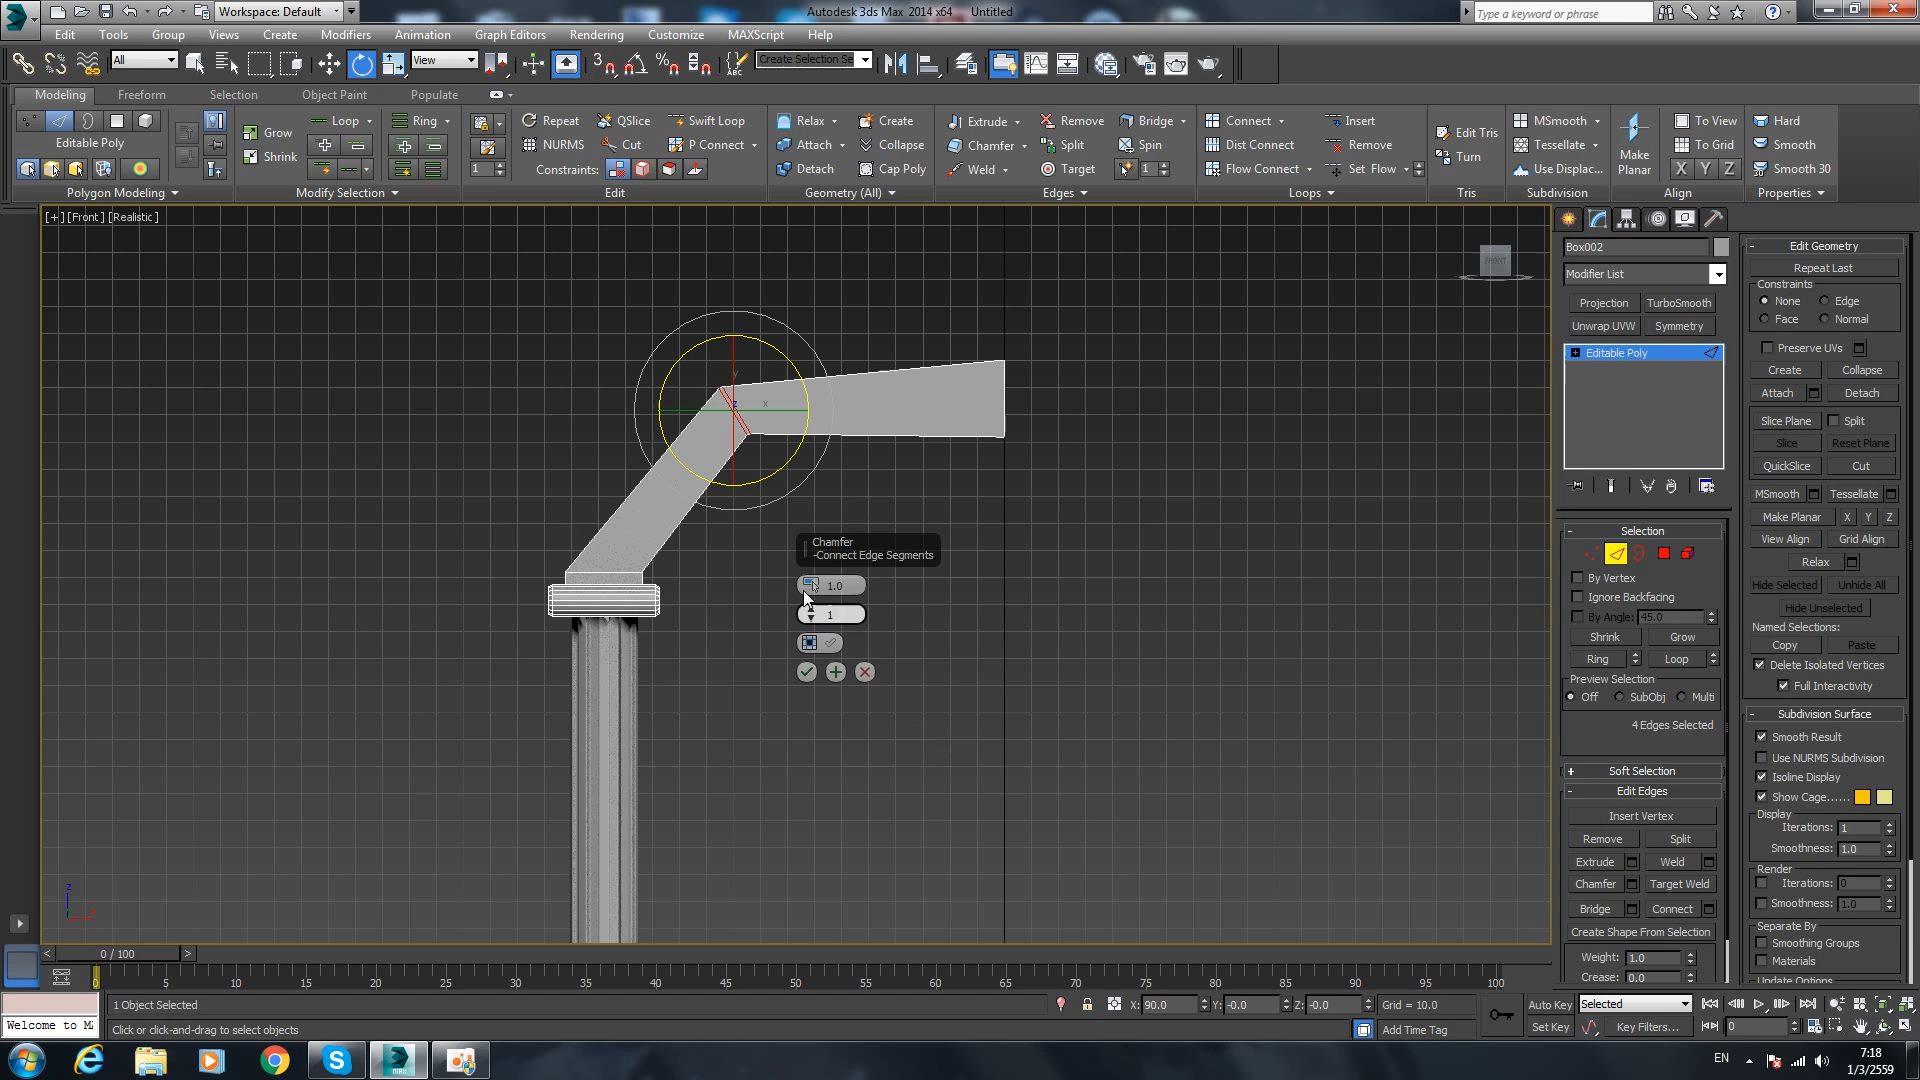 Workspace: Default
Autodesk 3ds Max 2014 x64 Untitled
Type a keyword or phrase
Edit Tools Group Views Create Modifiers Animation Graph Editors Rendering Customize MAXScript Help
All
View
Create Selection Se
Modeling Freeform Selection Object Paint Populate
Loop Ring Repeat QSlice Swift Loop Relax Create Extrude Remove Bridge Connect Insert MSmooth To View Hard
Grow
Editable Poly
NURMS Cut P Connect Attach Collapse Chamfer Split Spin Dist Connect Remove Edit Tris Tessellate To Grid Smooth
Shrink
1 Constraints: Detach Cap Poly Weld Target 1 Flow Connect Set Flow Turn Use Displac... Make Planar X Y Z Smooth 30
Polygon Modeling Modify Selection Edit Geometry (All) Edges Loops Tris Subdivision Align Properties
[+] [Front ] [Realistic ]
FRONT
y
z x
Chamfer
-Connect Edge Segments
1.0
1
z
Box002
Modifier List
Projection TurboSmooth
Unwrap UVW Symmetry
Editable Poly
Selection
By Vertex
Ignore Backfacing
By Angle: 45.0
Shrink Grow
Ring Loop
Preview Selection
Off SubObj Multi
4 Edges Selected
Soft Selection
Edit Edges
Insert Vertex
Remove Split
Extrude Weld
Chamfer Target Weld
Bridge Connect
Create Shape From Selection
Weight: 1.0
Crease: 0.0
Edit Geometry
Repeat Last
Constraints
None Edge
Face Normal
Preserve UVs
Create Collapse
Attach Detach
Slice Plane Split
Slice Reset Plane
QuickSlice Cut
MSmooth Tessellate
Make Planar X Y Z
View Align Grid Align
Relax
Hide Selected Unhide All
Hide Unselected
Named Selections:
Copy Paste
Delete Isolated Vertices
Full Interactivity
Subdivision Surface
Smooth Result
Use NURMS Subdivision
Isoline Display
Show Cage......
Display
Iterations: 1
Smoothness: 1.0
Render
Iterations: 0
Smoothness: 1.0
Separate By
Smoothing Groups
Materials
Update Options
0 / 100
0 5 10 15 20 25 30 35 40 45 50 55 60 65 70 75 80 85 90 95 100
1 Object Selected X: 90.0 Y: -0.0 Z: -0.0 Grid = 10.0 Auto Key Selected
Welcome to M
Click or click-and-drag to select objects Add Time Tag Set Key Key Filters... 0
EN
7:18
1/3/2559